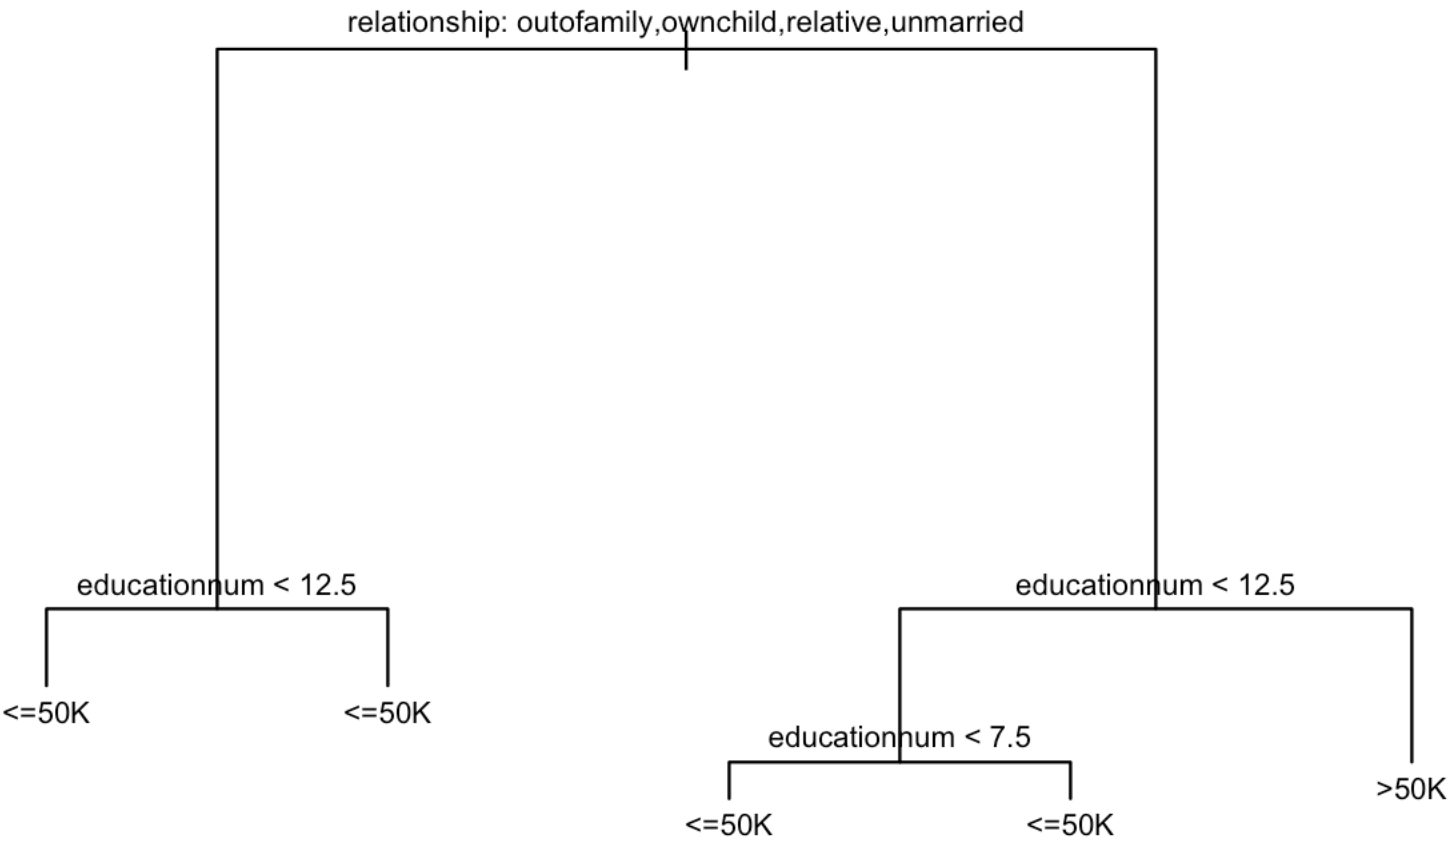 relationship: outofamily,ownchild,relative,unmarried
educationnum < 12.5
educationnum < 12.5
<=50K
<=50K
educationnum < 7.5
>50K
<=50K
<=50K